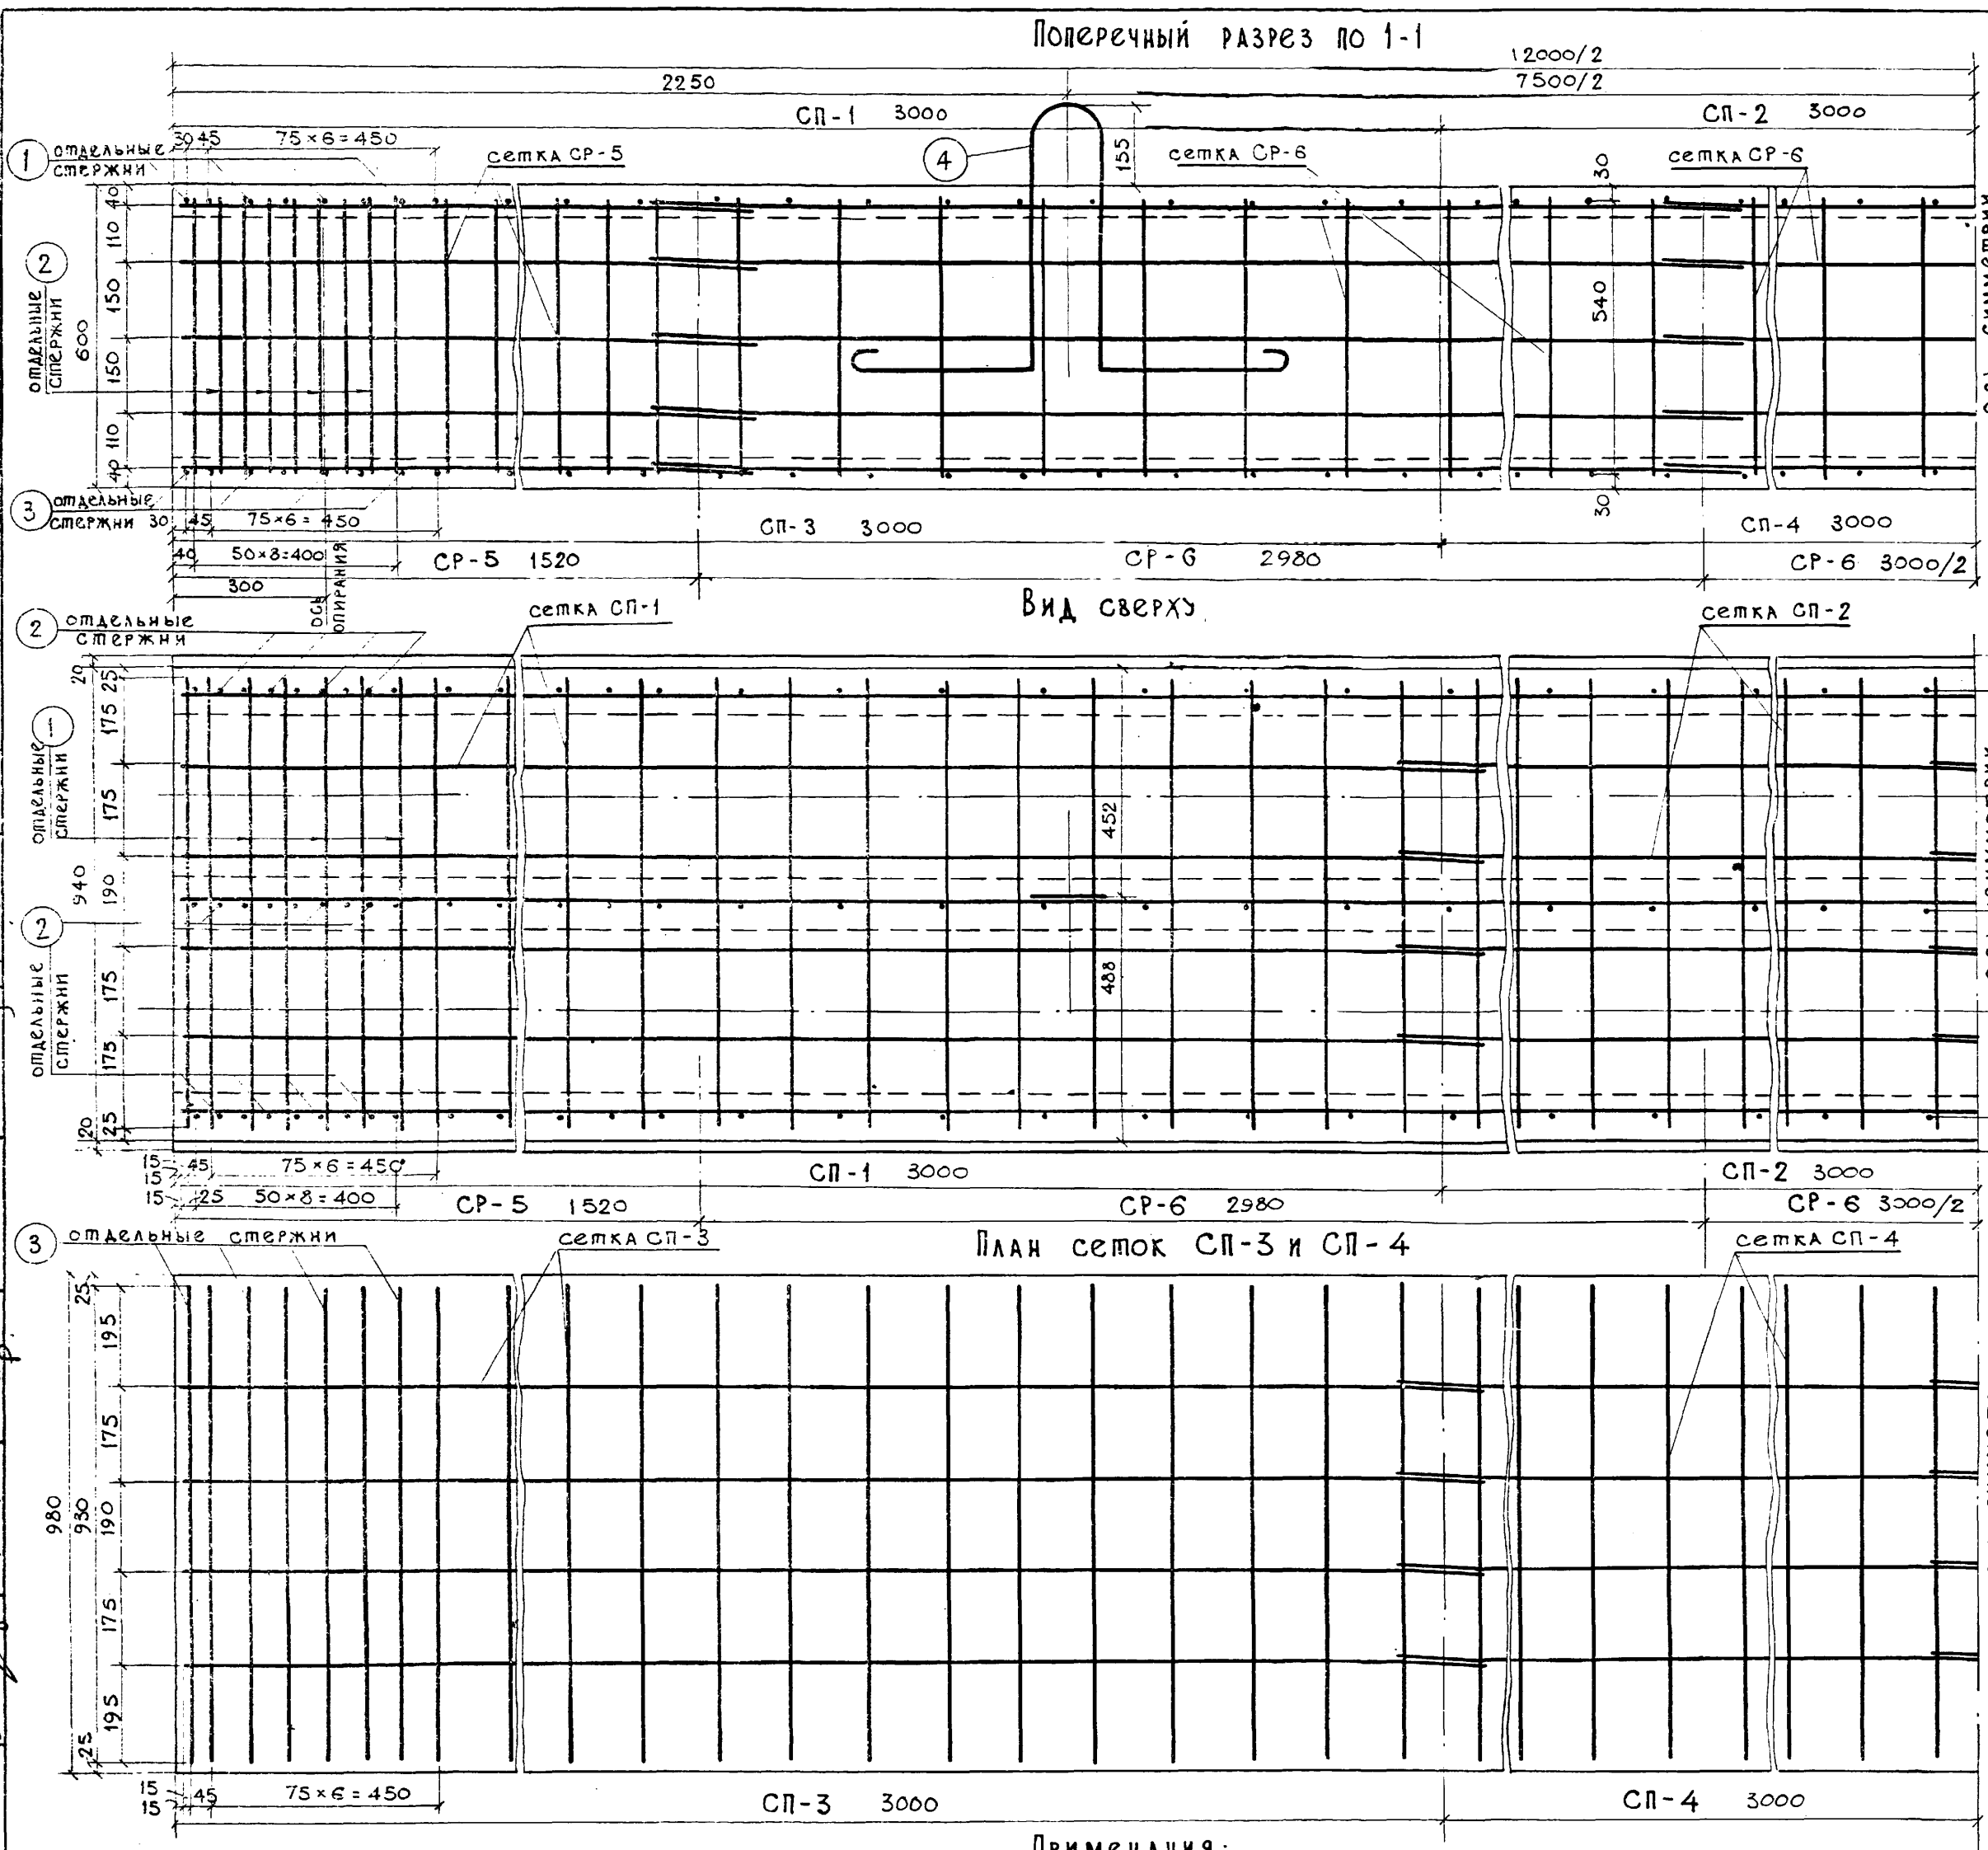 Поперечный разрез по 1-1
12000/2
2250
7500/2
СП-1 3000
СП-2 3000
30 45 75×6=450
1 отдельные
стержни
сетка СР-5
4
155
сетка СР-6
30
сетка СР-6
40
110
2
отдельные
стержни
600
150
150
110
40
540
30
3 отдельные
стержни 30 45 75×6=450
СП-3 3000
СП-4 3000
40 50×8=400
СР-5 1520
СР-6 2980
СР-6 3000/2
300
ось
опирания
Вид сверху
2 отдельные
стержни
сетка СП-1
сетка СП-2
20
25
175
1
отдельные
стержни
175
452
940
190
2
отдельные
стержни
175
488
175
20
25
15 45 75×6=450
15
СП-1 3000
СП-2 3000
15 25 50×8=400
СР-5 1520
СР-6 2980
СР-6 3000/2
3 отдельные стержни
сетка СП-3
План сеток СП-3 и СП-4
сетка СП-4
25
195
175
980
930
190
175
195
25
15 45 75×6=450
15
СП-3 3000
СП-4 3000